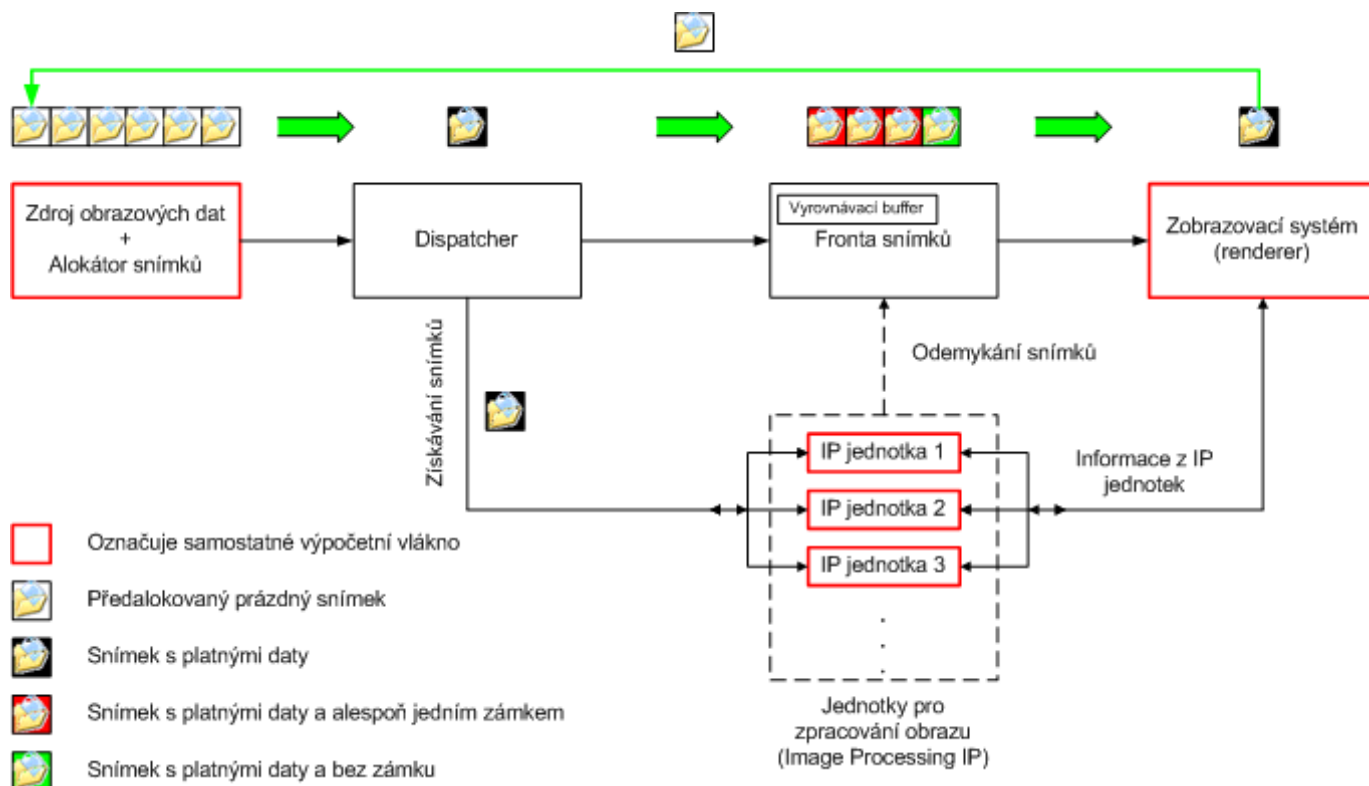 Zdroj obrazových dat
+
Alokátor snímků
Dispatcher
Vyrovnávací buffer
Fronta snímků
Zobrazovací systém
(renderer)
Získávání snímků
Odemykání snímků
IP jednotka 1
IP jednotka 2
IP jednotka 3
.
.
.
Informace z IP
jednotek
Jednotky pro
zpracování obrazu
(Image Processing IP)
Označuje samostatné výpočetní vlákno
Předalokovaný prázdný snímek
Snímek s platnými daty
Snímek s platnými daty a alespoň jedním zámkem
Snímek s platnými daty a bez zámku